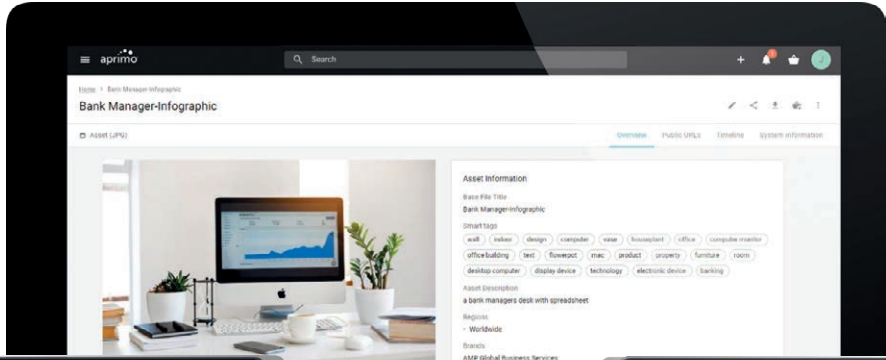 aprimo
Search
J
Home > Bank Manager-Infographic
Bank Manager-Infographic
Asset (JPG)
Overview Public URLs Timeline System Information
Asset Information
Base File Title
Bank Manager-Infographic
Smart tags
wall indoor design computer vase houseplant office computer monitor
office building text flowerpot mac product property furniture room
desktop computer display device technology electronic device banking
Asset Description
a bank managers desk with spreadsheet
Regions
- Worldwide
Brands
AMP Global Business Services